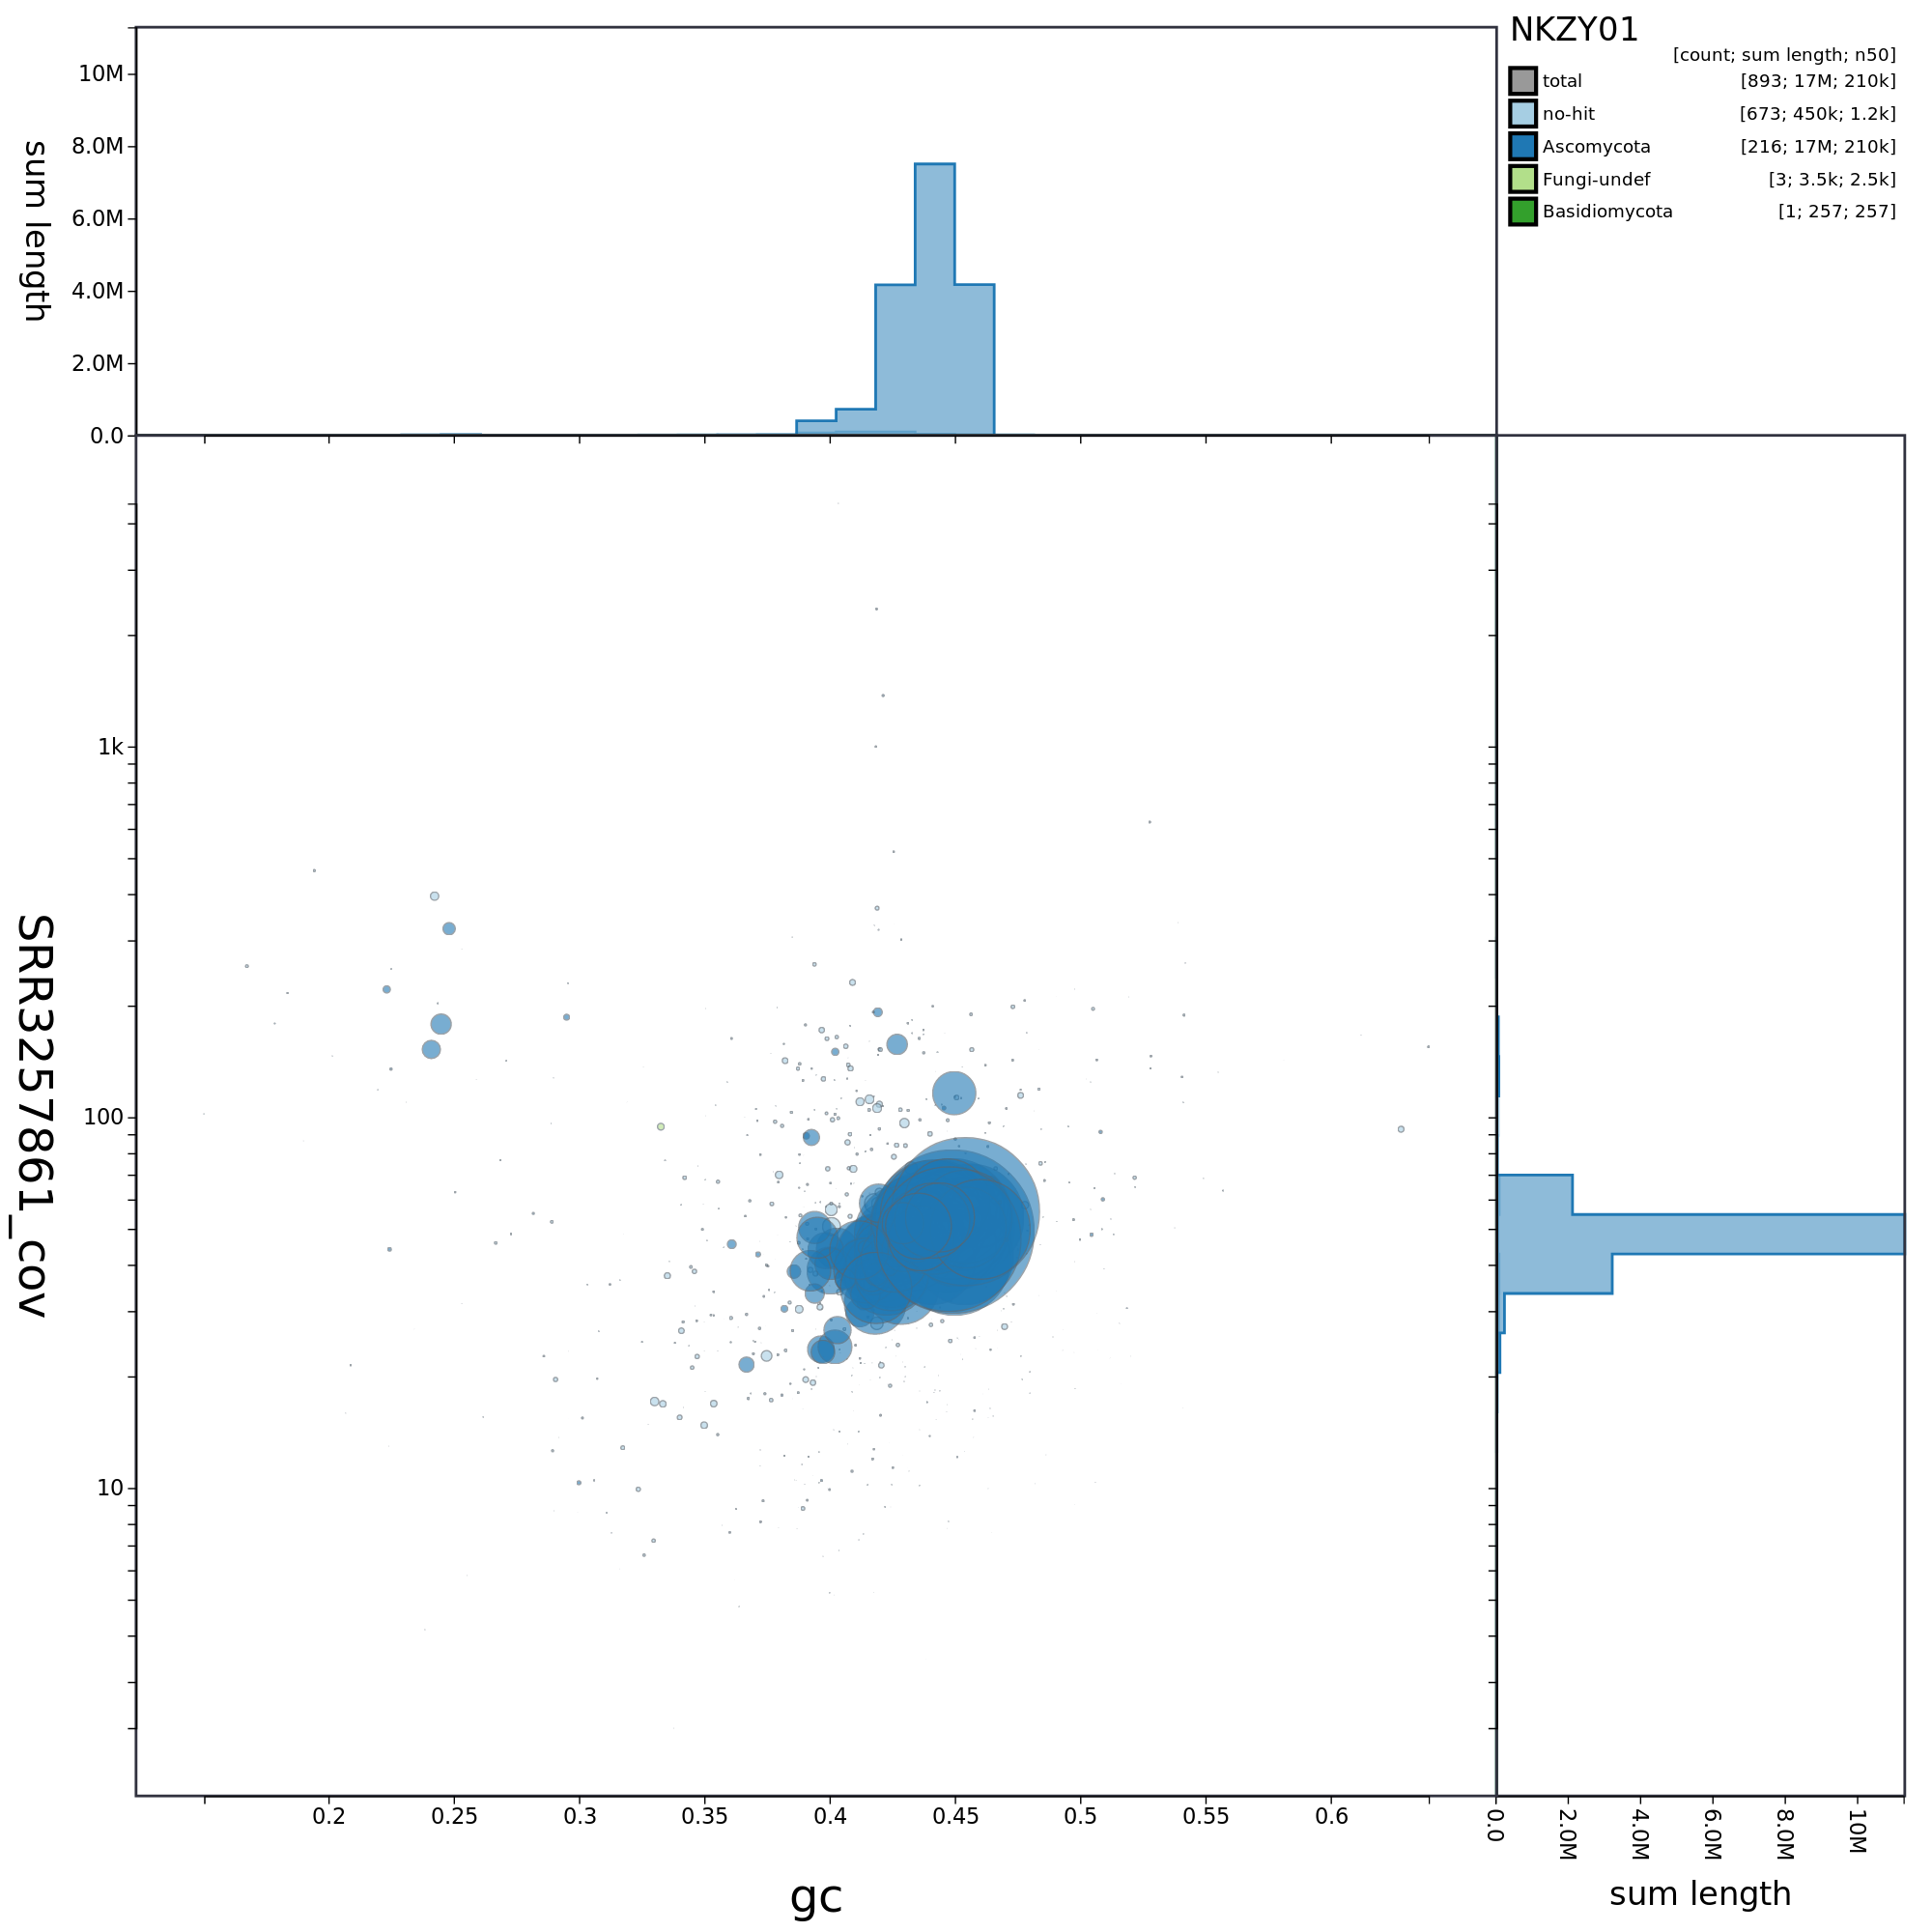 NKZY01
[count; sum length; n50]
total [893; 17M; 210k]
no-hit [673; 450k; 1.2k]
Ascomycota [216; 17M; 210k]
Fungi-undef [3; 3.5k; 2.5k]
Basidiomycota [1; 257; 257]
sum length
10M
8.0M
6.0M
4.0M
2.0M
0.0
SRR3257861_cov
1k
100
10
0.2 0.25 0.3 0.35 0.4 0.45 0.5 0.55 0.6
gc
0.0 2.0M 4.0M 6.0M 8.0M 10M
sum length